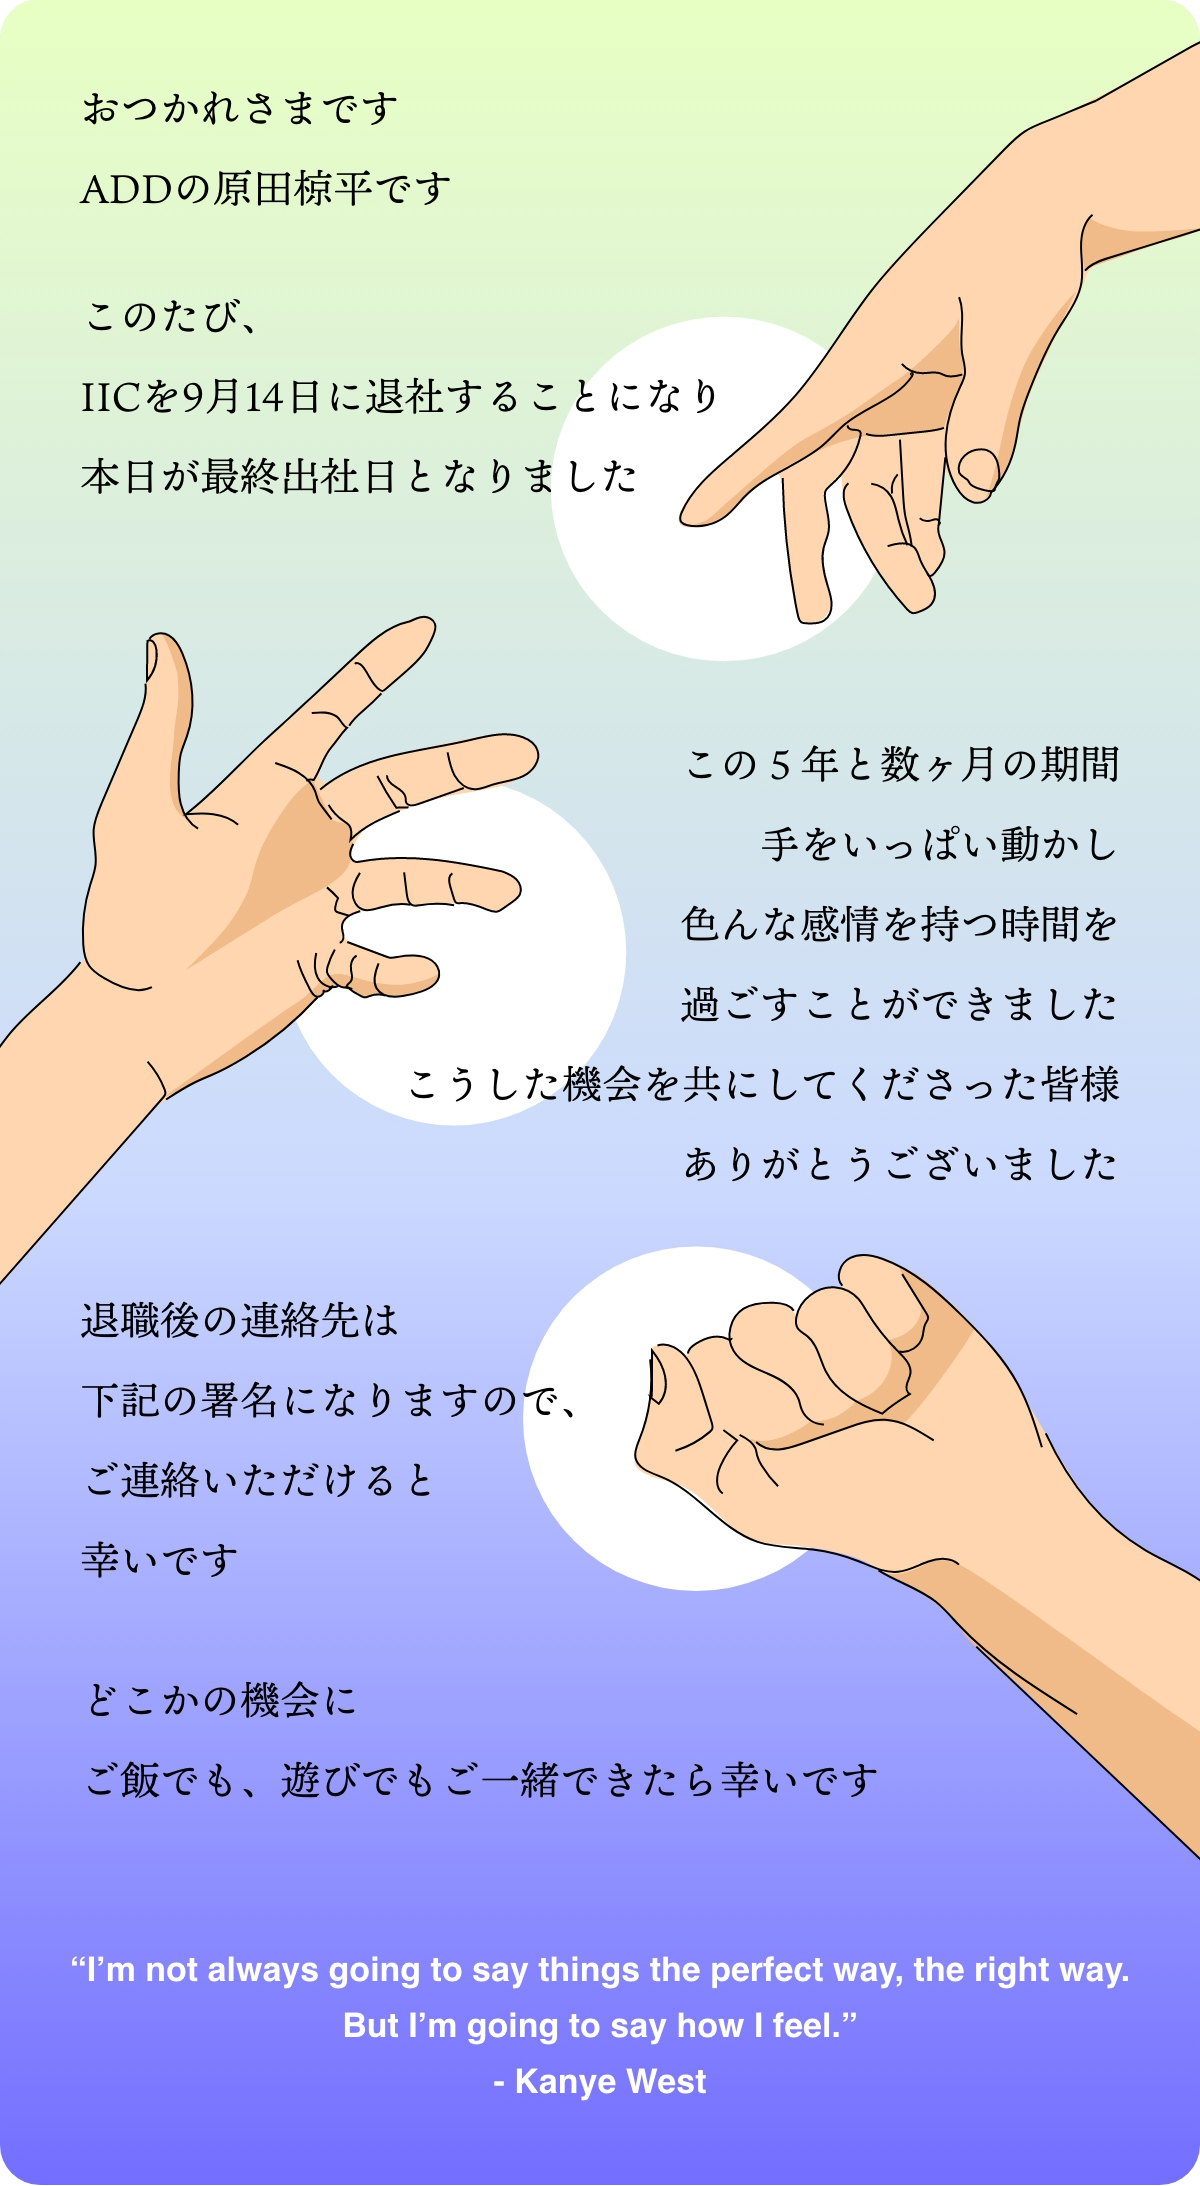 おつかれさまです
ADDの原田椋平です
このたび、
IICを9月14日に退社することになり
本日が最終出社日となりました
この５年と数ヶ月の期間
手をいっぱい動かし
色んな感情を持つ時間を
過ごすことができました
こうした機会を共にしてくださった皆様
ありがとうございました
退職後の連絡先は
下記の署名になりますので、
ご連絡いただけると
幸いです
どこかの機会に
ご飯でも、遊びでもご一緒できたら幸いです
“I’m not always going to say things the perfect way, the right way.
But I’m going to say how I feel.”
- Kanye West